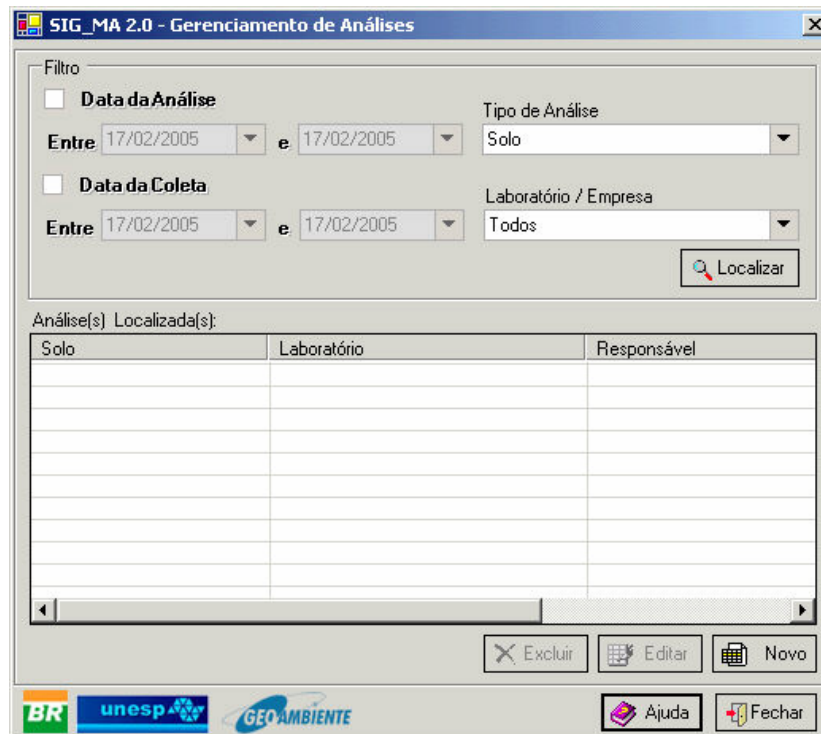 SIG_MA 2.0 - Gerenciamento de Análises
Filtro
Data da Análise
Entre 17/02/2005 e 17/02/2005
Tipo de Análise
Solo
Data da Coleta
Entre 17/02/2005 e 17/02/2005
Laboratório / Empresa
Todos
Localizar
Análise(s) Localizada(s):
Solo Laboratório Responsável
Excluir Editar Novo
BR unesp GEOAMBIENTE Ajuda Fechar